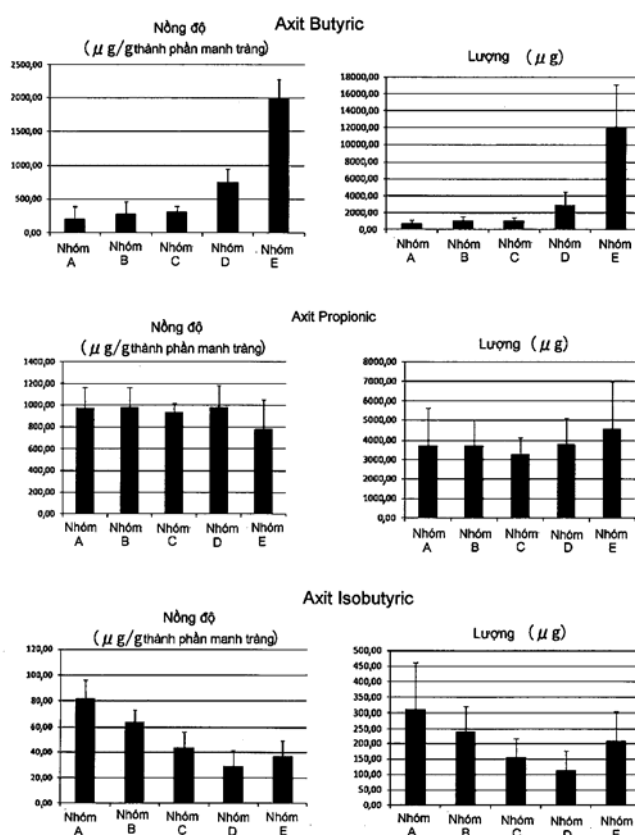 Axit Butyric
Nồng độ
( μ g/gthành phần manh tràng)
2500,00
2000,00
1500,00
1000,00
500,00
0,00
Nhóm A
Nhóm B
Nhóm C
Nhóm D
Nhóm E
Lượng ( μ g)
18000,00
16000,00
14000,00
12000,00
10000,00
8000,00
6000,00
4000,00
2000,00
0,00
Nhóm A
Nhóm B
Nhóm C
Nhóm D
Nhóm E
Axit Propionic
Nồng độ
( μ g/gthành phần manh tràng)
1400,00
1200,00
1000,00
800,00
600,00
400,00
200,00
0,00
Nhóm A
Nhóm B
Nhóm C
Nhóm D
Nhóm E
Lượng ( μ g)
8000,00
7000,00
6000,00
5000,00
4000,00
3000,00
2000,00
1000,00
0,00
Nhóm A
Nhóm B
Nhóm C
Nhóm D
Nhóm E
Axit Isobutyric
Nồng độ
( μ g/gthành phần manh tràng)
120,00
100,00
80,00
60,00
40,00
20,00
0,00
Nhóm A
Nhóm B
Nhóm C
Nhóm D
Nhóm E
Lượng ( μ g)
500,00
450,00
400,00
350,00
300,00
250,00
200,00
150,00
100,00
50,00
0,00
Nhóm A
Nhóm B
Nhóm C
Nhóm D
Nhóm E